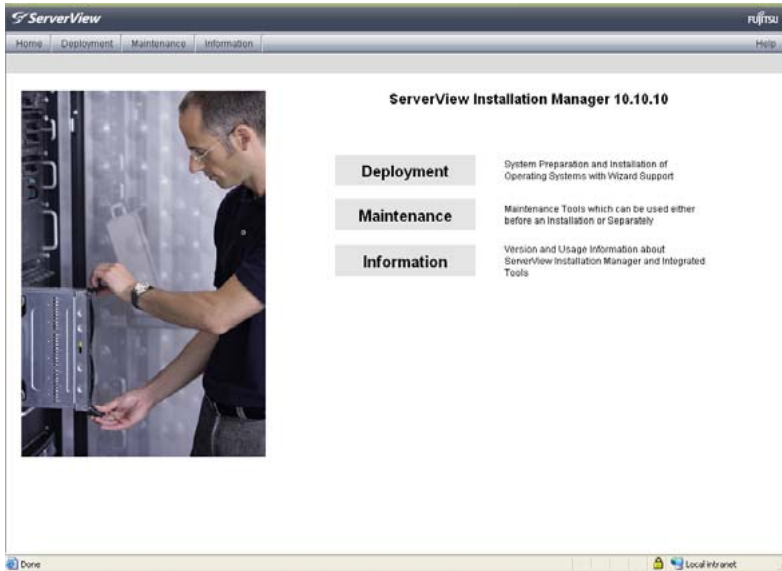 ServerView
FUJITSU
Home Deployment Maintenance Information Help
ServerView Installation Manager 10.10.10
Deployment
System Preparation and Installation of
Operating Systems with Wizard Support
Maintenance
Maintenance Tools which can be used either
before an Installation or Separately
Information
Version and Usage Information about
ServerView Installation Manager and Integrated
Tools
Done
Local intranet